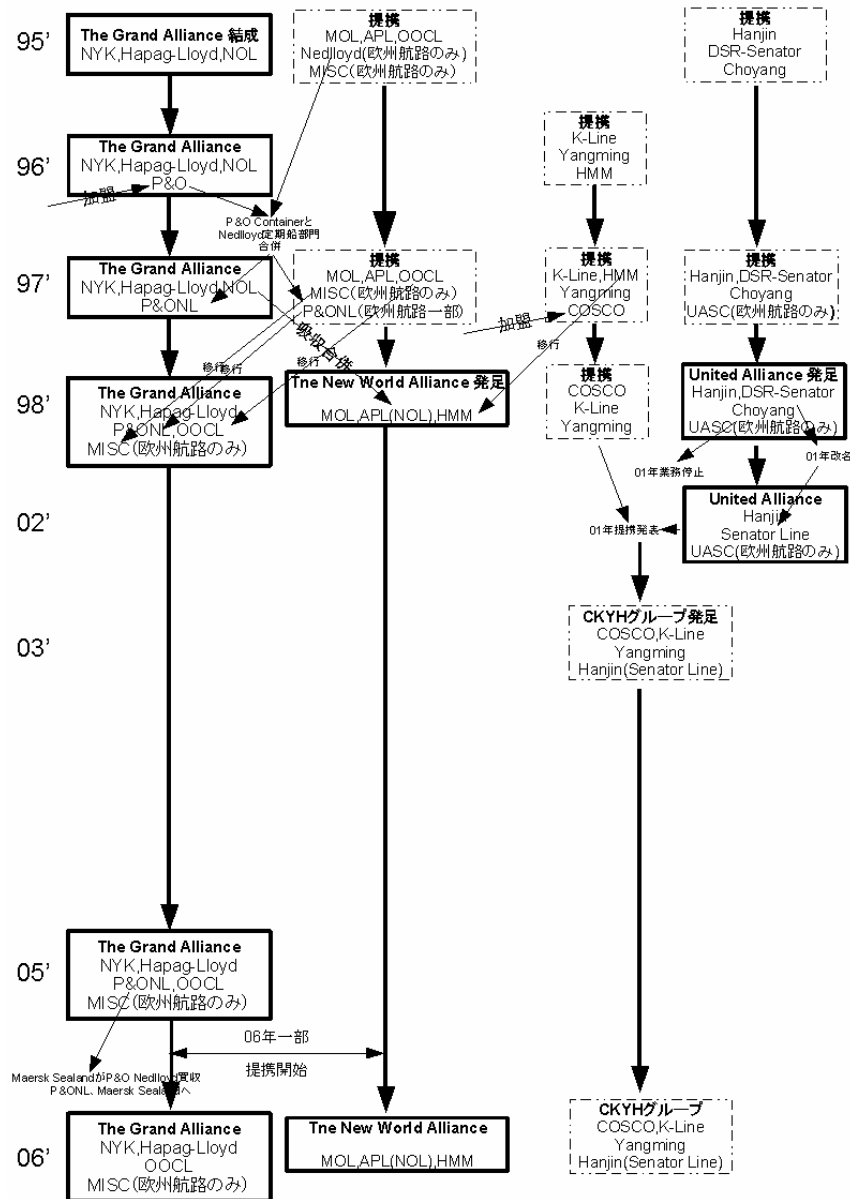 95’
The Grand Alliance 結成
NYK,Hapag-Lloyd,NOL
提携
MOL,APL,OOCL
Nedlloyd(欧州航路のみ)
MISC(欧州航路のみ)
提携
Hanjin
DSR-Senator
Choyang
96’
The Grand Alliance
NYK,Hapag-Lloyd,NOL
P&O
加盟
P&O Containerと
Nedlloyd定期船部門
合併
提携
K-Line
Yangming
HMM
97’
The Grand Alliance
NYK,Hapag-Lloyd,NOL
P&ONL
提携
MOL,APL,OOCL
MISC(欧州航路のみ)
P&ONL(欧州航路一部)
提携
K-Line,HMM
Yangming
COSCO
加盟
提携
Hanjin,DSR-Senator
Choyang
UASC(欧州航路のみ)
移行
移行
吸収合併
移行
移行
98’
The Grand Alliance
NYK,Hapag-Lloyd
P&ONL,OOCL
MISC(欧州航路のみ)
The New World Alliance 発足
MOL,APL(NOL),HMM
提携
COSCO
K-Line
Yangming
United Alliance 発足
Hanjin,DSR-Senator
Choyang
UASC(欧州航路のみ)
01年業務停止
01年改名
02’
01年提携発表
United Alliance
Hanjin
Senator Line
UASC(欧州航路のみ)
03’
CKYHグループ発足
COSCO,K-Line
Yangming
Hanjin(Senator Line)
05’
The Grand Alliance
NYK,Hapag-Lloyd
P&ONL,OOCL
MISC(欧州航路のみ)
06年一部
提携開始
Maersk SealandがP&O Nedlloyd買収
P&ONL、Maersk Sealandへ
06’
The Grand Alliance
NYK,Hapag-Lloyd
OOCL
MISC(欧州航路のみ)
The New World Alliance
MOL,APL(NOL),HMM
CKYHグループ
COSCO,K-Line
Yangming
Hanjin(Senator Line)